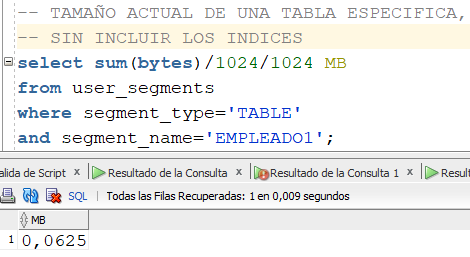 -- TAMAÑO ACTUAL DE UNA TABLA ESPECIFICA,
-- SIN INCLUIR LOS INDICES
select sum(bytes)/1024/1024 MB
from user_segments
where segment_type='TABLE'
and segment_name='EMPLEADO1';
alida de Script x Resultado de la Consulta x Resultado de la Consulta 1 x Result
SQL | Todas las Filas Recuperadas: 1 en 0,009 segundos
MB
1 0,0625